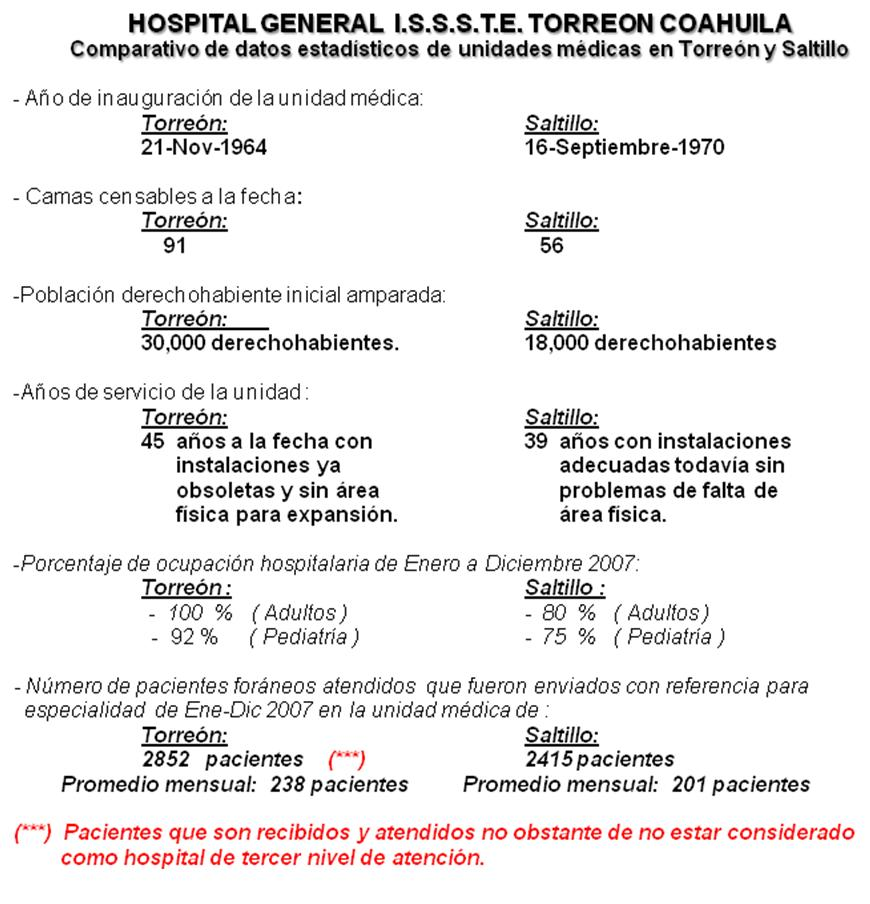 HOSPITAL GENERAL I.S.S.S.T.E. TORREON COAHUILA
Comparativo de datos estadísticos de unidades médicas en Torreón y Saltillo
- Año de inauguración de la unidad médica:
Torreón: Saltillo:
21-Nov-1964 16-Septiembre-1970
- Camas censables a la fecha:
Torreón: Saltillo:
91 56
-Población derechohabiente inicial amparada:
Torreón: Saltillo:
30,000 derechohabientes. 18,000 derechohabientes
-Años de servicio de la unidad :
Torreón: Saltillo:
45 años a la fecha con 39 años con instalaciones
instalaciones ya adecuadas todavía sin
obsoletas y sin área problemas de falta de
física para expansión. área física.
-Porcentaje de ocupación hospitalaria de Enero a Diciembre 2007:
Torreón : Saltillo :
- 100 % ( Adultos ) - 80 % ( Adultos)
- 92 % ( Pediatría ) - 75 % ( Pediatría )
- Número de pacientes foráneos atendidos que fueron enviados con referencia para
especialidad de Ene-Dic 2007 en la unidad médica de :
Torreón: Saltillo:
2852 pacientes (***) 2415 pacientes
Promedio mensual: 238 pacientes Promedio mensual: 201 pacientes
(***) Pacientes que son recibidos y atendidos no obstante de no estar considerado
como hospital de tercer nivel de atención.